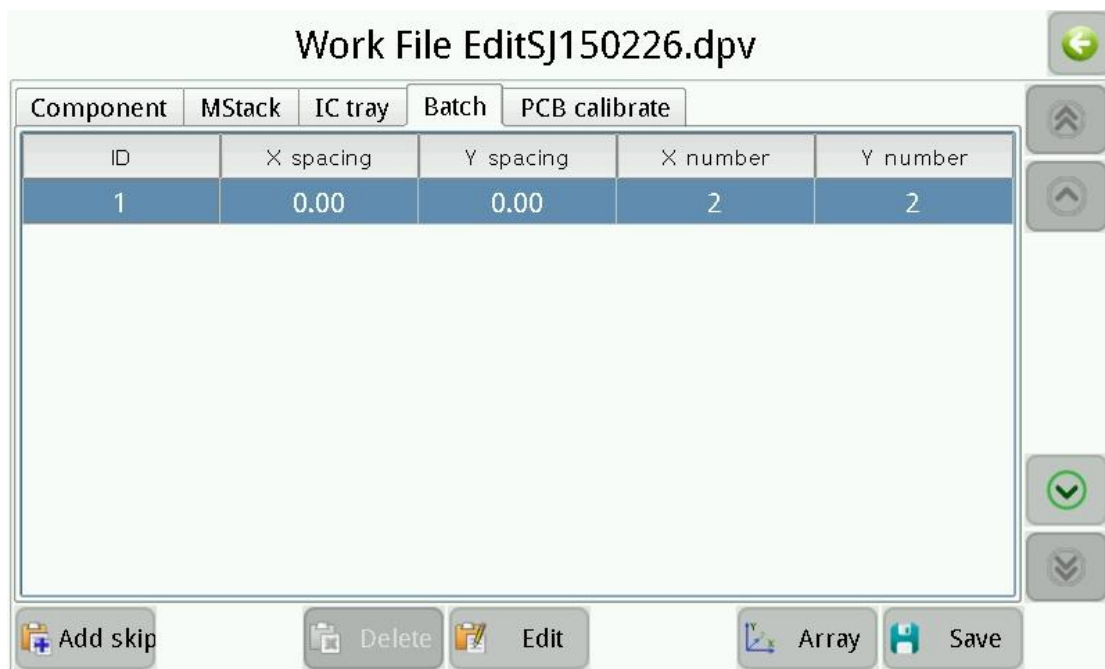 Work File EditSJ150226.dpv
Component MStack IC tray Batch PCB calibrate
ID X spacing Y spacing X number Y number
1 0.00 0.00 2 2
Add skip Delete Edit Array Save